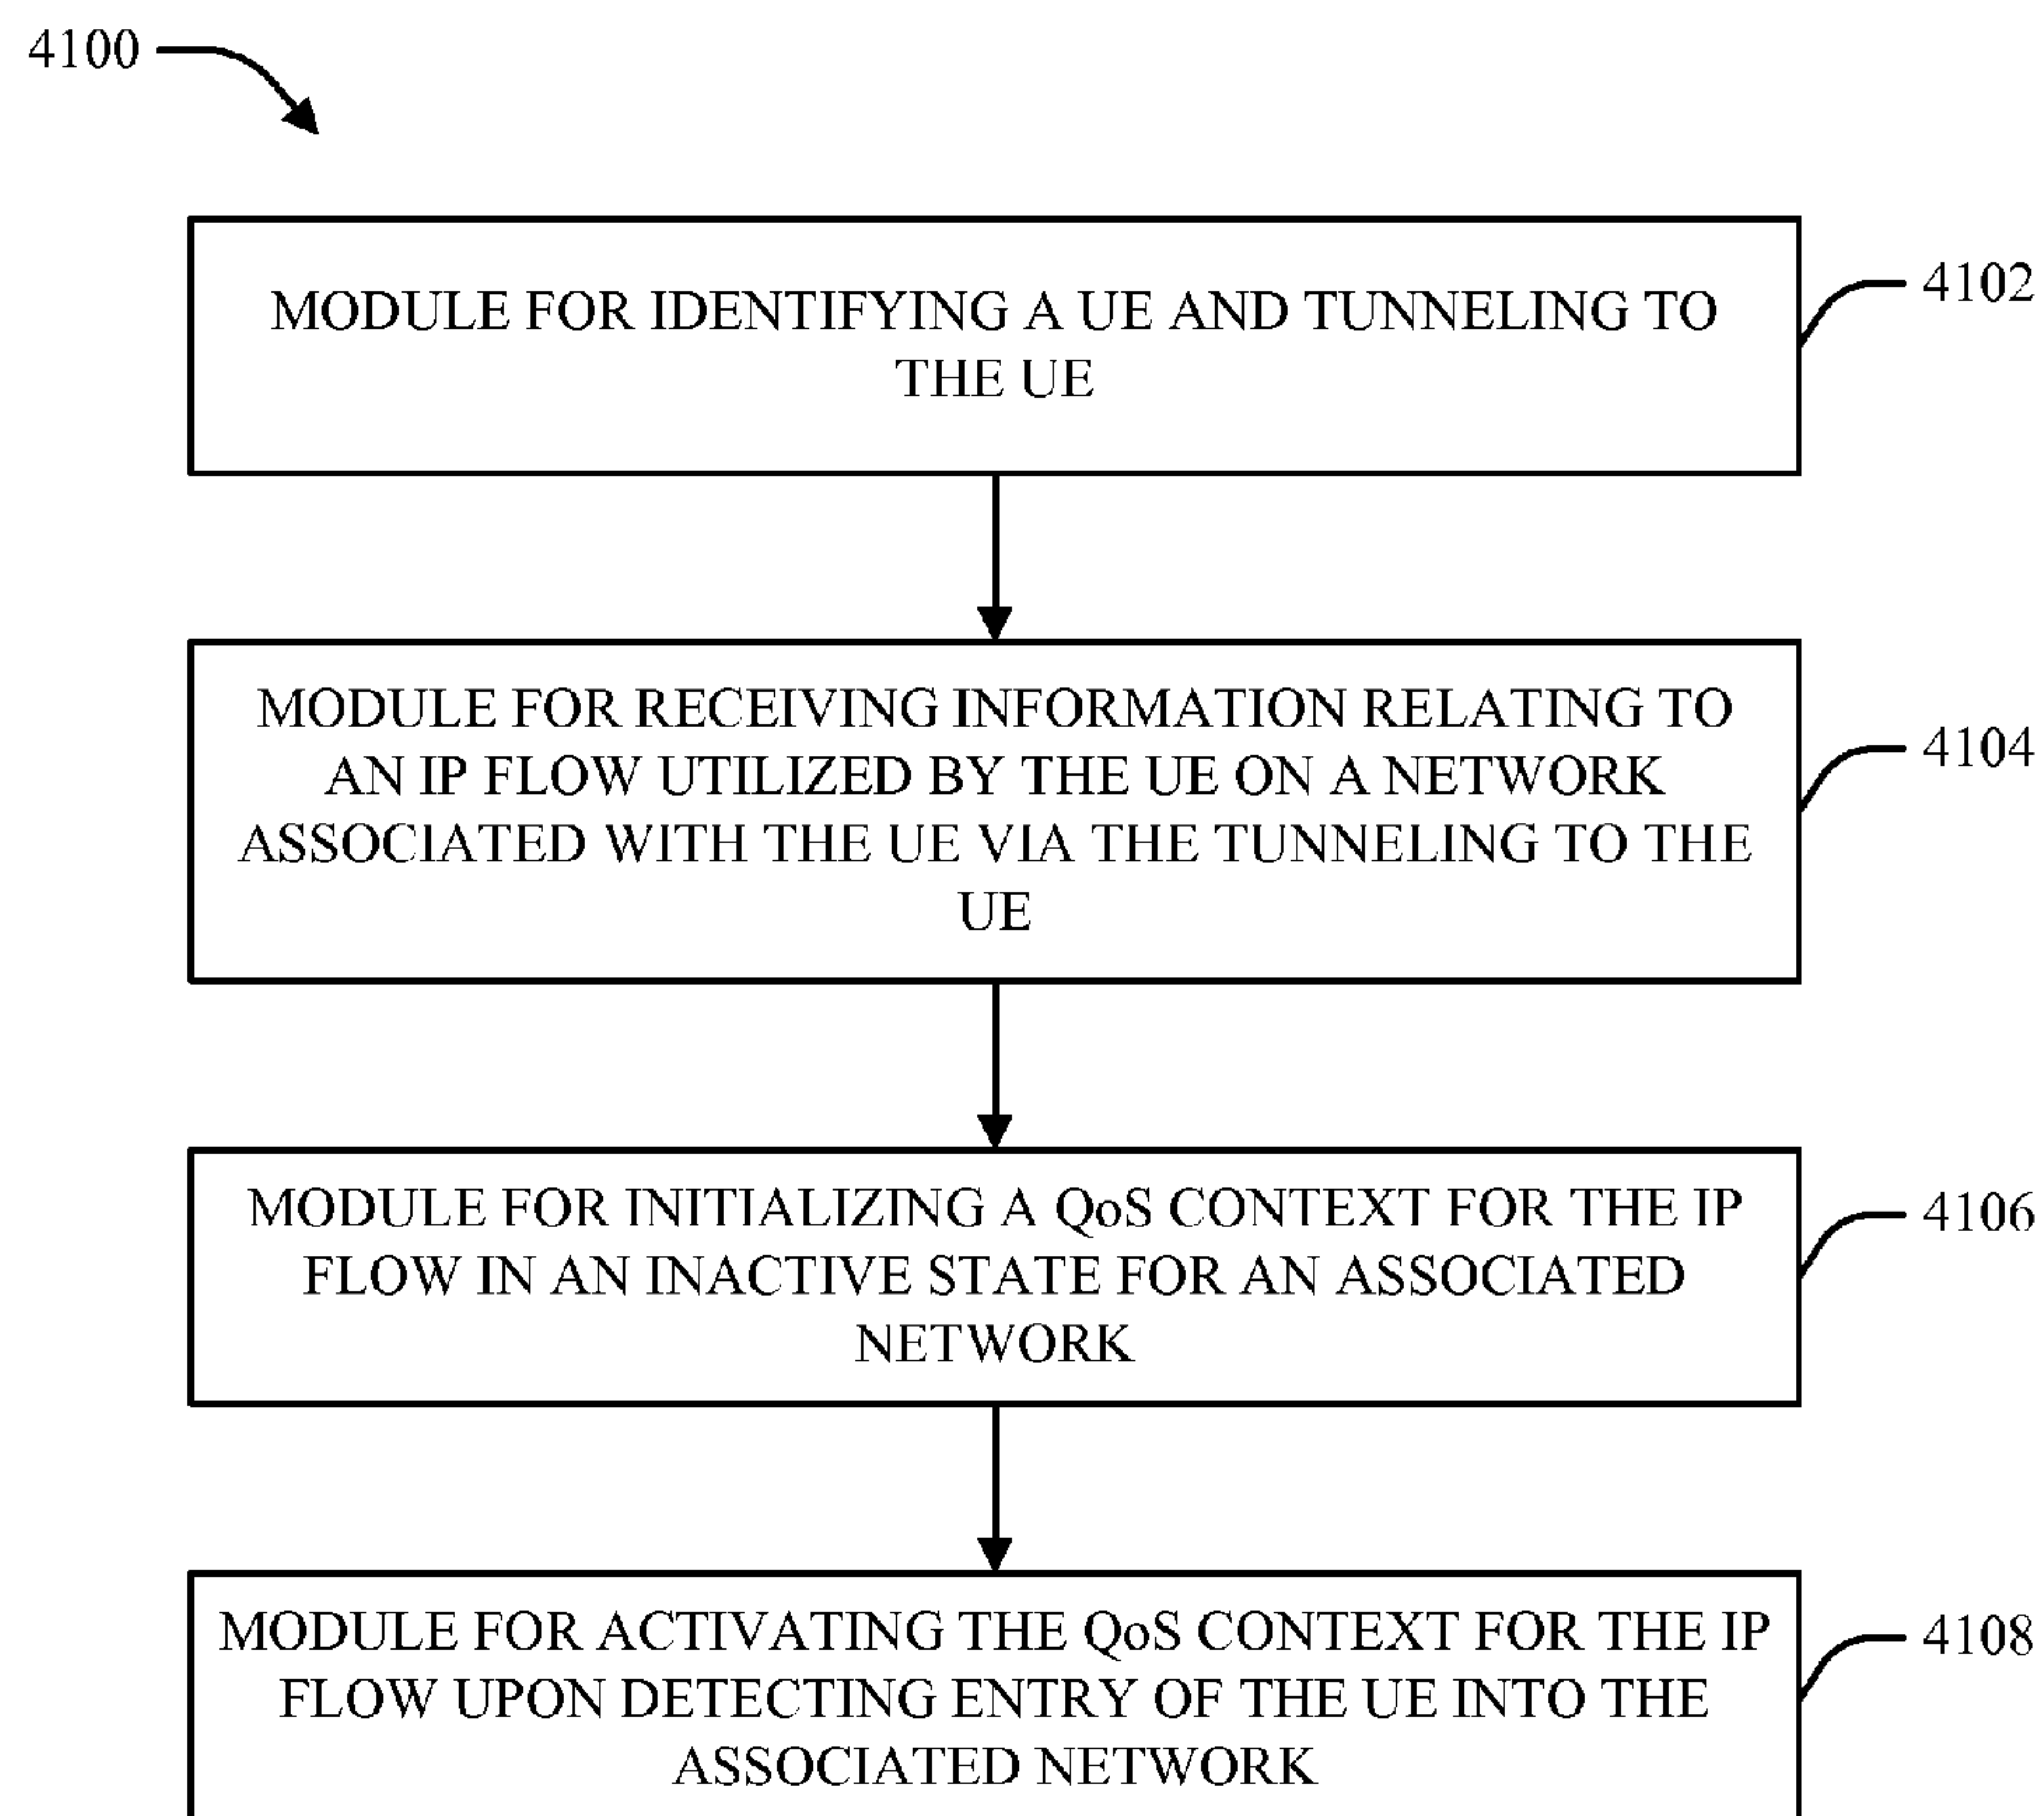 4100
MODULE FOR IDENTIFYING A UE AND TUNNELING TO
THE UE
4102
MODULE FOR RECEIVING INFORMATION RELATING TO
AN IP FLOW UTILIZED BY THE UE ON A NETWORK
ASSOCIATED WITH THE UE VIA THE TUNNELING TO THE
UE
4104
MODULE FOR INITIALIZING A QoS CONTEXT FOR THE IP
FLOW IN AN INACTIVE STATE FOR AN ASSOCIATED
NETWORK
4106
MODULE FOR ACTIVATING THE QoS CONTEXT FOR THE IP
FLOW UPON DETECTING ENTRY OF THE UE INTO THE
ASSOCIATED NETWORK
4108